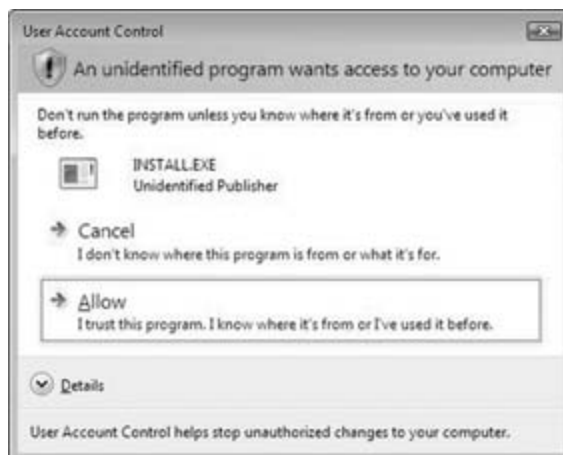 User Account Control
An unidentified program wants access to your computer
Don't run the program unless you know where it's from or you've used it
before.
INSTALL.EXE
Unidentified Publisher
Cancel
I don't know where this program is from or what it's for.
Allow
I trust this program. I know where it's from or I've used it before.
Details
User Account Control helps stop unauthorized changes to your computer.